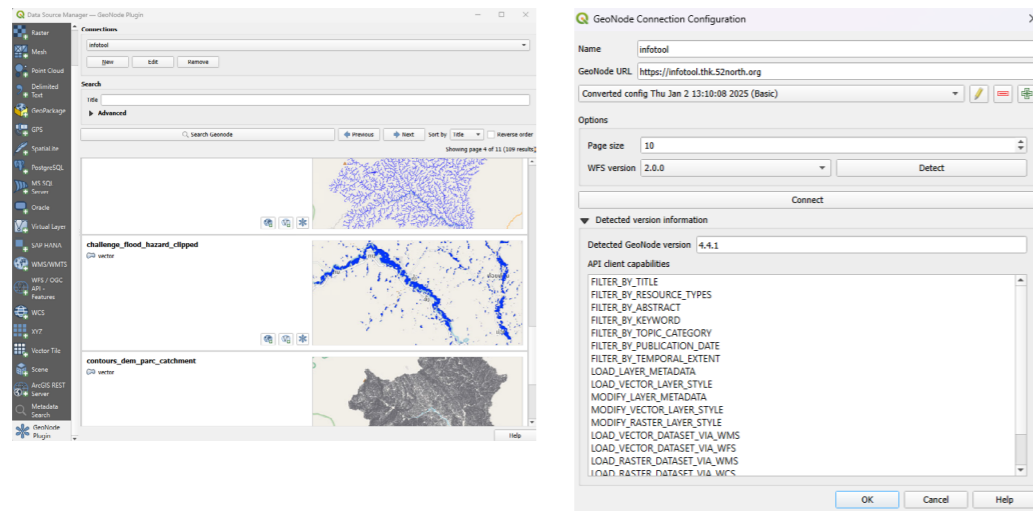 Data Source Manager — GeoNode Plugin
Raster
Mesh
Point Cloud
Delimited
Text
GeoPackage
GPS
SpatiaLite
PostgreSQL
MS SQL
Server
Oracle
Virtual Layer
SAP HANA
WMS/WMTS
WFS / OGC
API -
Features
WCS
XYZ
Vector Tile
Scene
ArcGIS REST
Server
Metadata
Search
GeoNode
Plugin
Connections
infotool
New Edit Remove
Search
Title
Advanced
Search Geonode Previous Next Sort by Title Reverse order
Showing page 4 of 11 (109 results)
challenge_flood_hazard_clipped
vector
contours_dem_parc_catchment
vector
Help
GeoNode Connection Configuration
Name infotool
GeoNode URL https://infotool.thk.52north.org
Converted config Thu Jan 2 13:10:08 2025 (Basic)
Options
Page size 10
WFS version 2.0.0 Detect
Connect
Detected version information
Detected GeoNode version 4.4.1
API client capabilities
FILTER_BY_TITLE
FILTER_BY_RESOURCE_TYPES
FILTER_BY_ABSTRACT
FILTER_BY_KEYWORD
FILTER_BY_TOPIC_CATEGORY
FILTER_BY_PUBLICATION_DATE
FILTER_BY_TEMPORAL_EXTENT
LOAD_LAYER_METADATA
LOAD_VECTOR_LAYER_STYLE
MODIFY_LAYER_METADATA
MODIFY_VECTOR_LAYER_STYLE
MODIFY_RASTER_LAYER_STYLE
LOAD_VECTOR_DATASET_VIA_WMS
LOAD_VECTOR_DATASET_VIA_WFS
LOAD_RASTER_DATASET_VIA_WMS
LOAD_RASTER_DATASET_VIA_WCS
OK Cancel Help